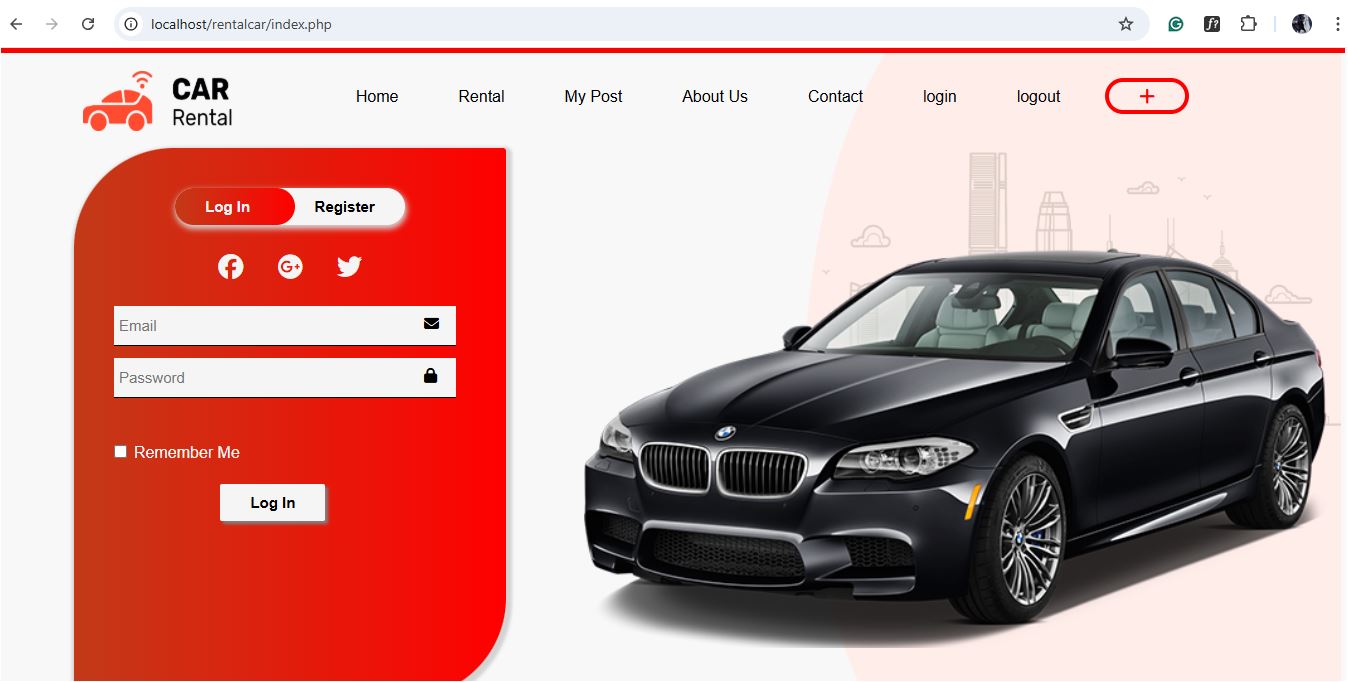 localhost/rentalcar/index.php
CAR
Rental
Home Rental My Post About Us Contact login logout +
Log In Register
Email
Password
Remember Me
Log In